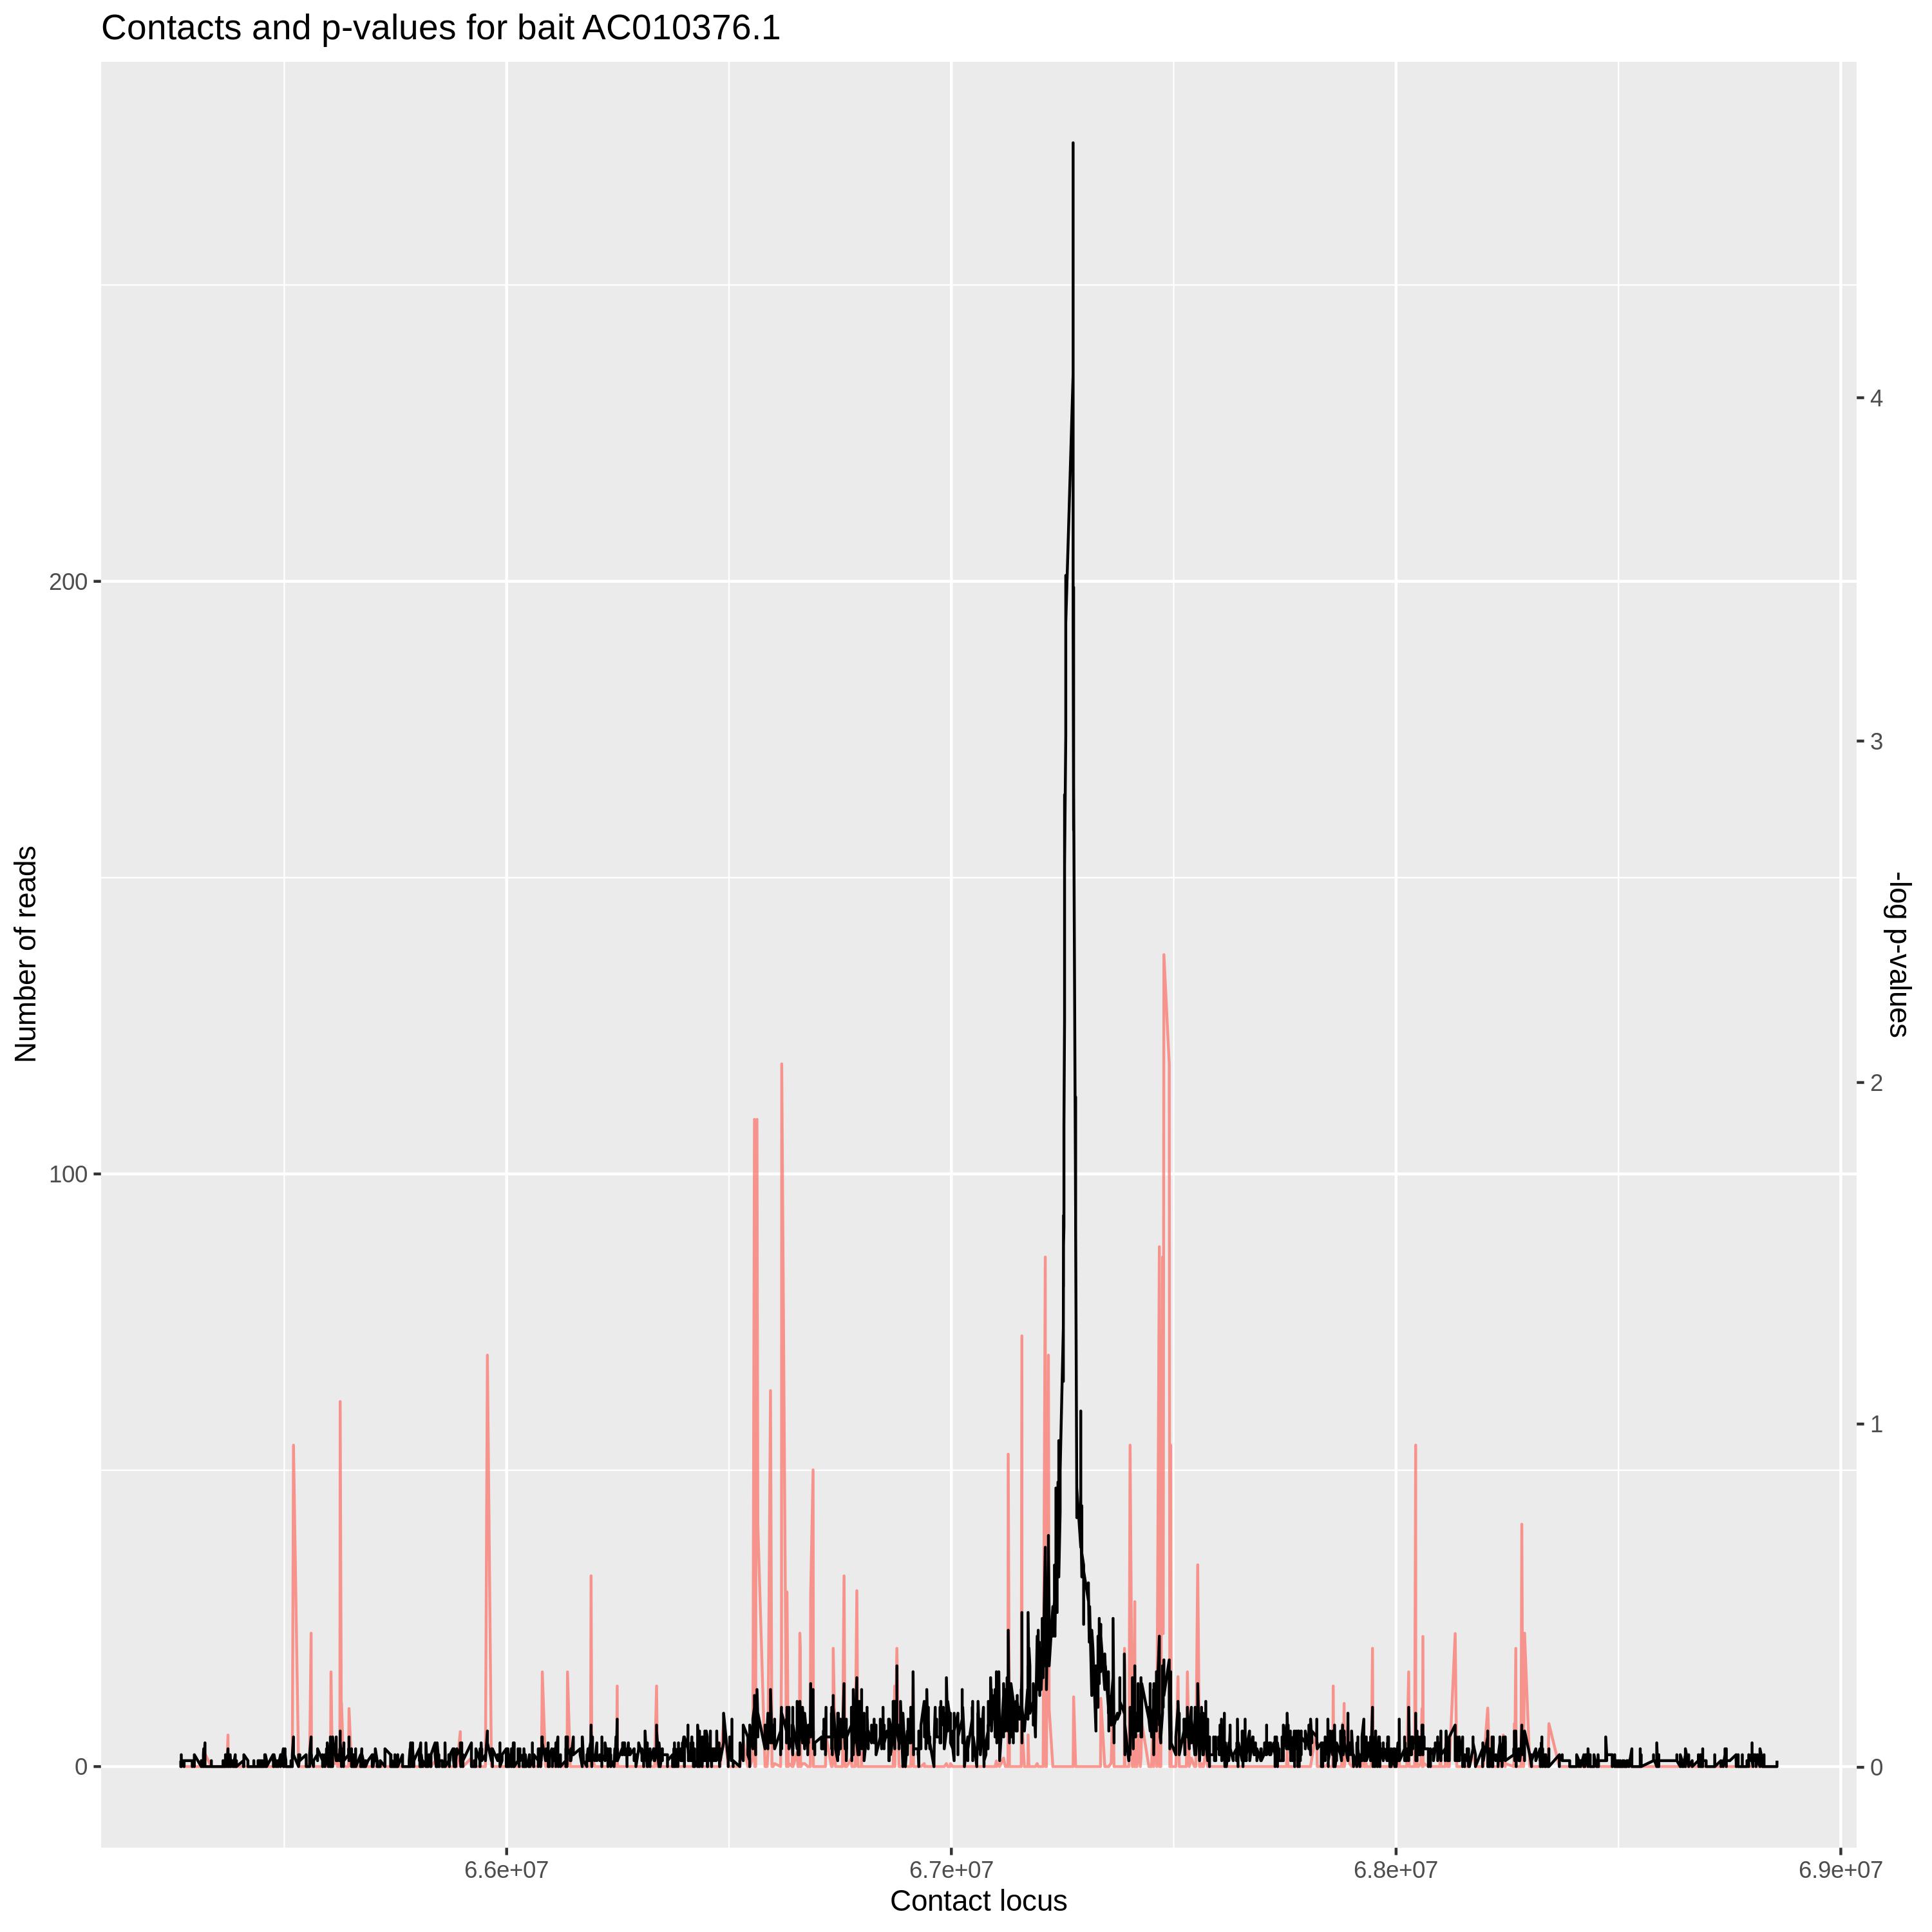 Contacts and p-values for bait AC010376.1
Number of reads
200
100
0
4
3
2
1
0
-log p-values
6.6e+07 6.7e+07 6.8e+07 6.9e+07
Contact locus